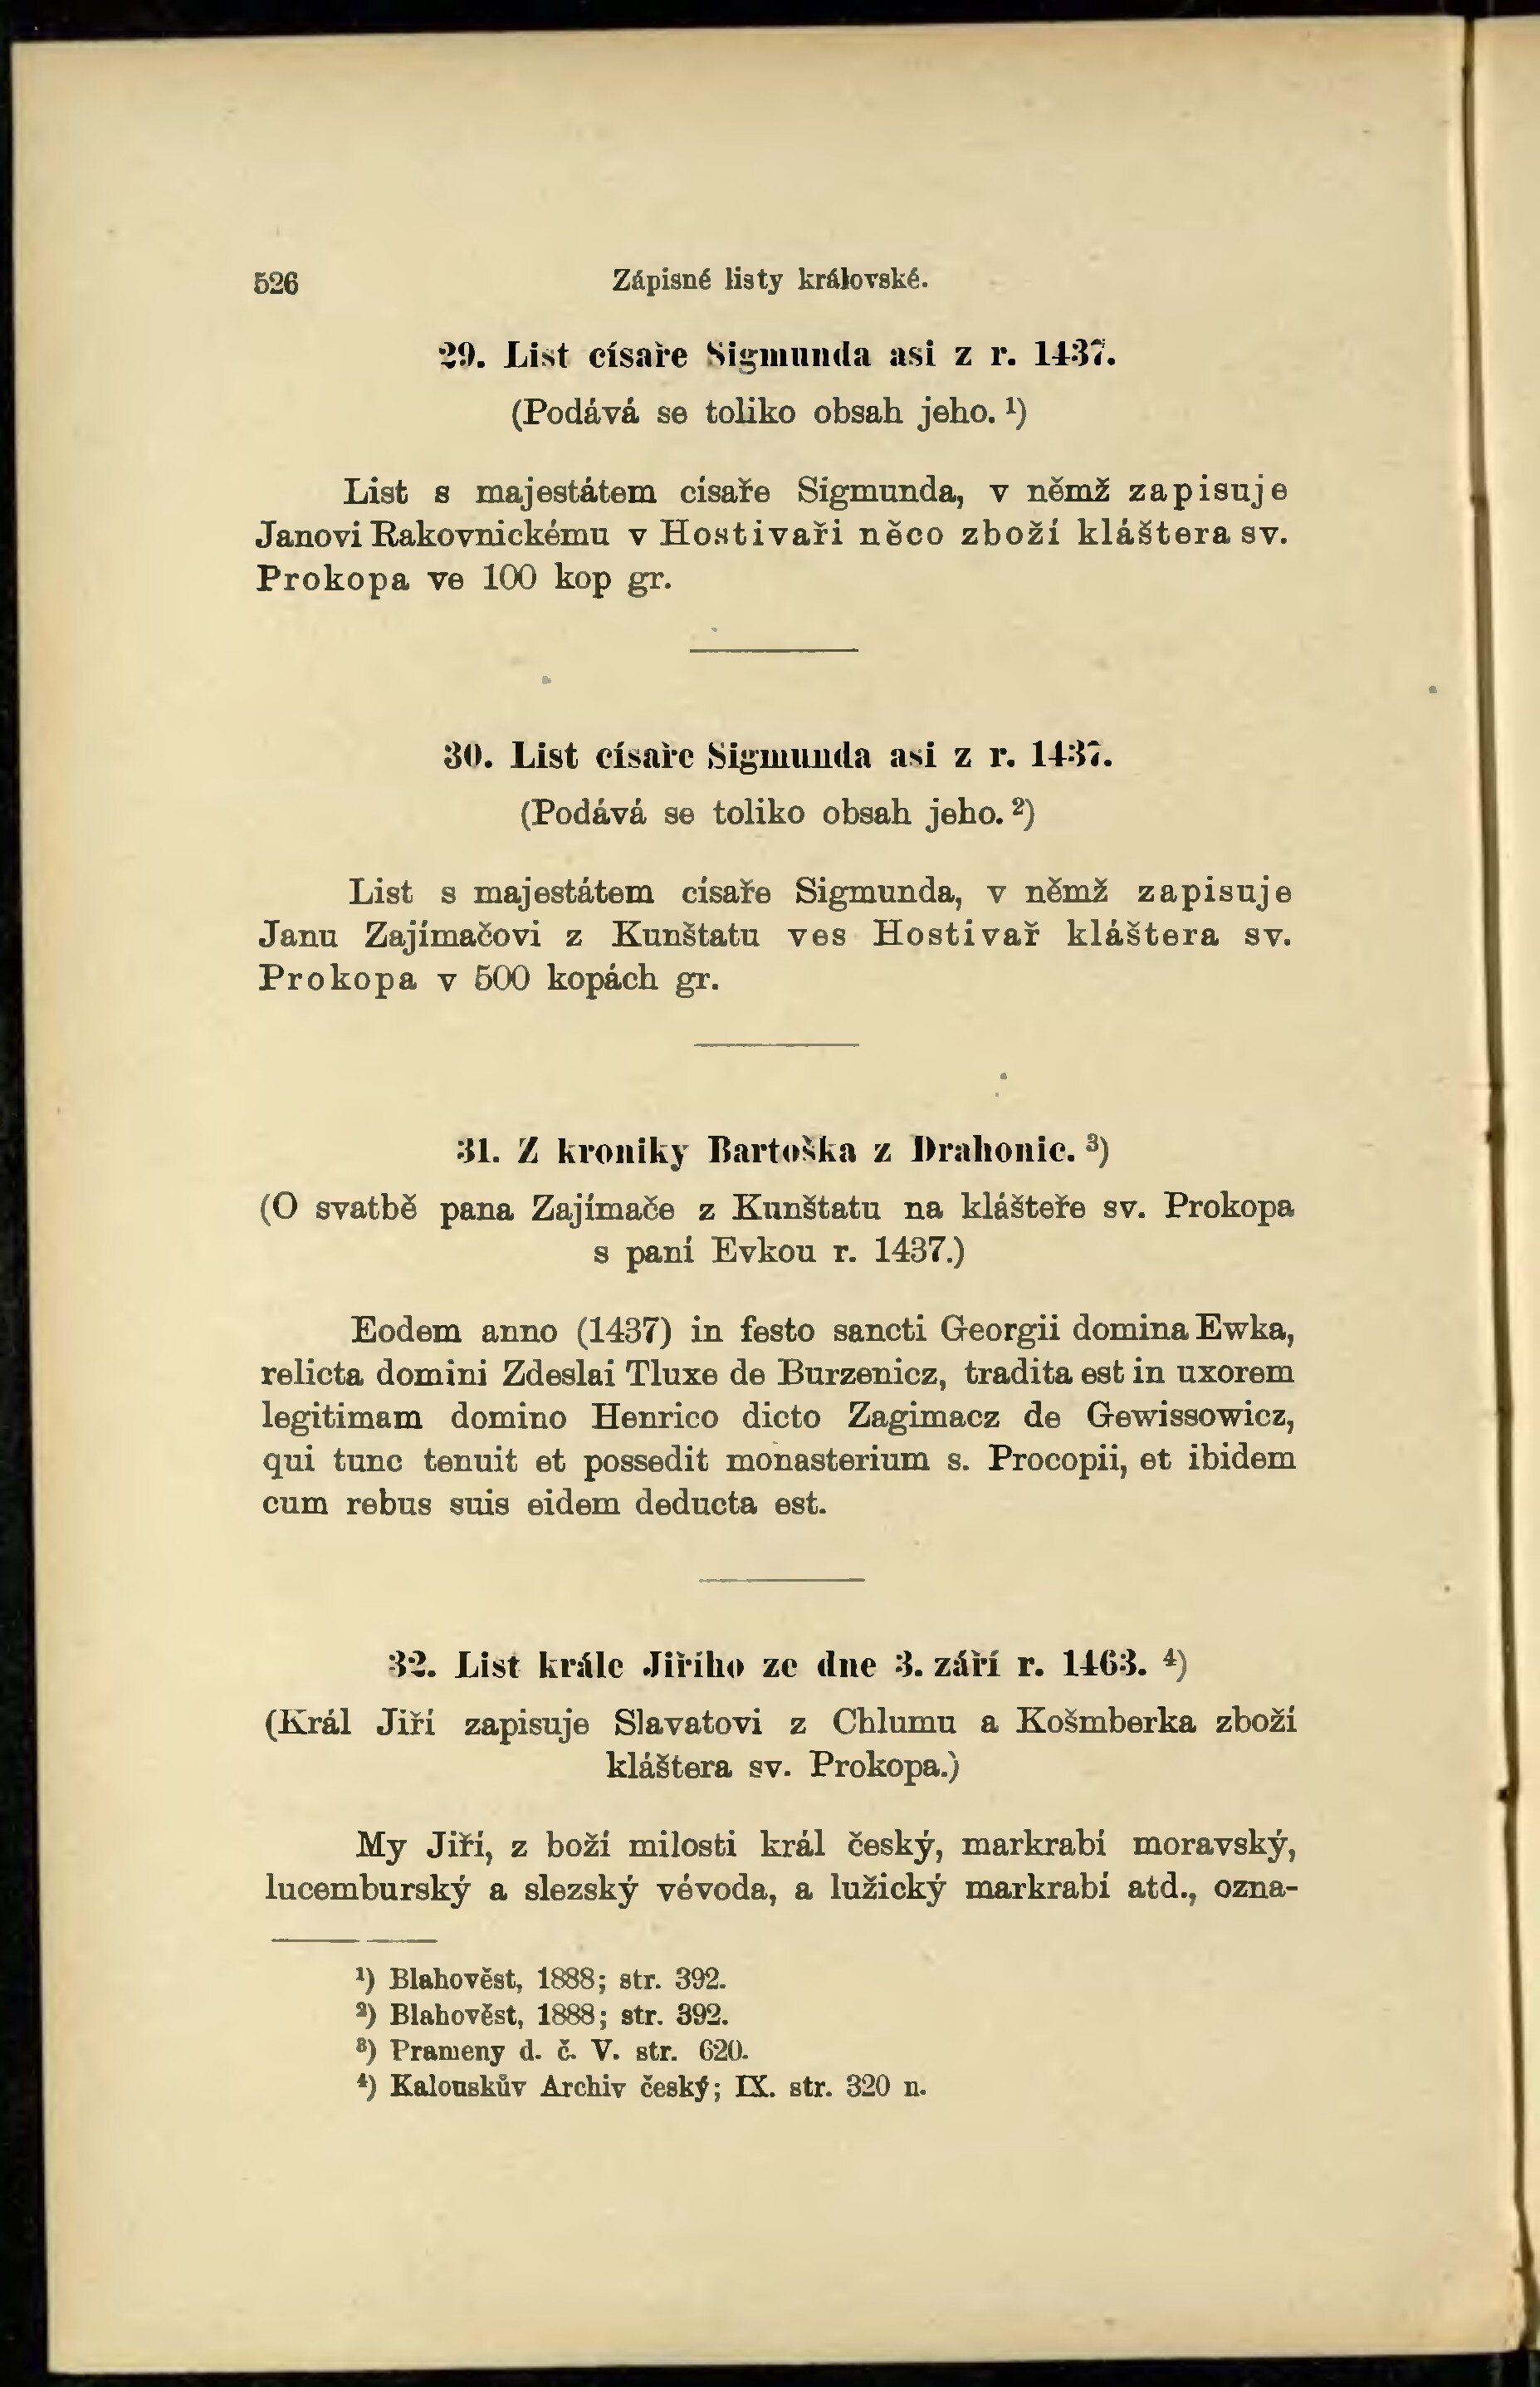 526
Zápisné listy královské.
29. List císaře Sigmunda asi z r. 1437.
(Podává se toliko obsah jeho. ¹)
List s majestátem císaře Sigmunda, v němž zapisuje
Janovi Rakovnickému v Hostivaři něco zboží kláštera sv.
Prokopa ve 100 kop gr.
30. List císaře Sigmunda asi z r. 1437.
(Podává se toliko obsah jeho. ²)
List s majestátem císaře Sigmunda, v němž zapisuje
Janu Zajímačovi z Kunštatu ves Hostivař kláštera sv.
Prokopa v 500 kopách gr.
31. Z kroniky Bartoška z Drahonic. ³)
(O svatbě pana Zajímače z Kunštatu na klášteře sv. Prokopa
s paní Evkou r. 1437.)
Eodem anno (1437) in festo sancti Georgii domina Ewka,
relicta domini Zdeslai Tluxe de Burzenicz, tradita est in uxorem
legitimam domino Henrico dicto Zagimacz de Gewissowicz,
qui tunc tenuit et possedit monasterium s. Procopii, et ibidem
cum rebus suis eidem deducta est.
32. List krále Jiřího ze dne 3. září r. 1463. ⁴)
(Král Jiří zapisuje Slavatovi z Chlumu a Košmberka zboží
kláštera sv. Prokopa.)
My Jiří, z boží milosti král český, markrabí moravský,
lucemburský a slezský vévoda, a lužický markrabí atd., ozna-
¹) Blahověst, 1888; str. 392.
²) Blahověst, 1888; str. 392.
³) Prameny d. č. V. str. 620.
⁴) Kalouskův Archiv český; IX. str. 320 n.